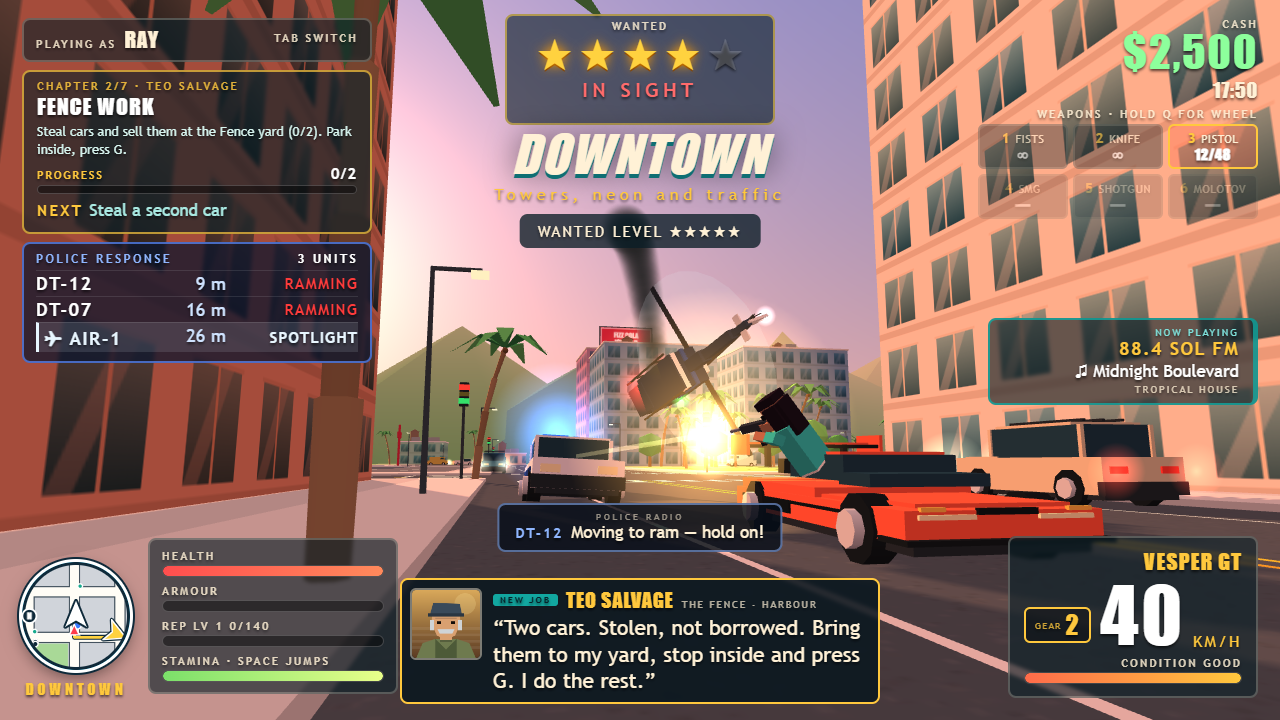 PLAYING AS RAY TAB SWITCH
CHAPTER 2/7 · TEO SALVAGE
FENCE WORK
Steal cars and sell them at the Fence yard (0/2). Park
inside, press G.
PROGRESS 0/2
NEXT Steal a second car
POLICE RESPONSE 3 UNITS
DT-12 9 m RAMMING
DT-07 16 m RAMMING
AIR-1 26 m SPOTLIGHT
WANTED
IN SIGHT
DOWNTOWN
Towers, neon and traffic
WANTED LEVEL ★★★★★
CASH
$2,500
17:50
WEAPONS · HOLD Q FOR WHEEL
1 FISTS ∞
2 KNIFE ∞
3 PISTOL 12/48
4 SMG —
5 SHOTGUN —
6 MOLOTOV —
NOW PLAYING
88.4 SOL FM
♫ Midnight Boulevard
TROPICAL HOUSE
POLICE RADIO
DT-12 Moving to ram — hold on!
DOWNTOWN
HEALTH
ARMOUR
REP LV 1 0/140
STAMINA · SPACE JUMPS
NEW JOB TEO SALVAGE THE FENCE · HARBOUR
“Two cars. Stolen, not borrowed. Bring
them to my yard, stop inside and press
G. I do the rest.”
VESPER GT
GEAR 2 40 KM/H
CONDITION GOOD